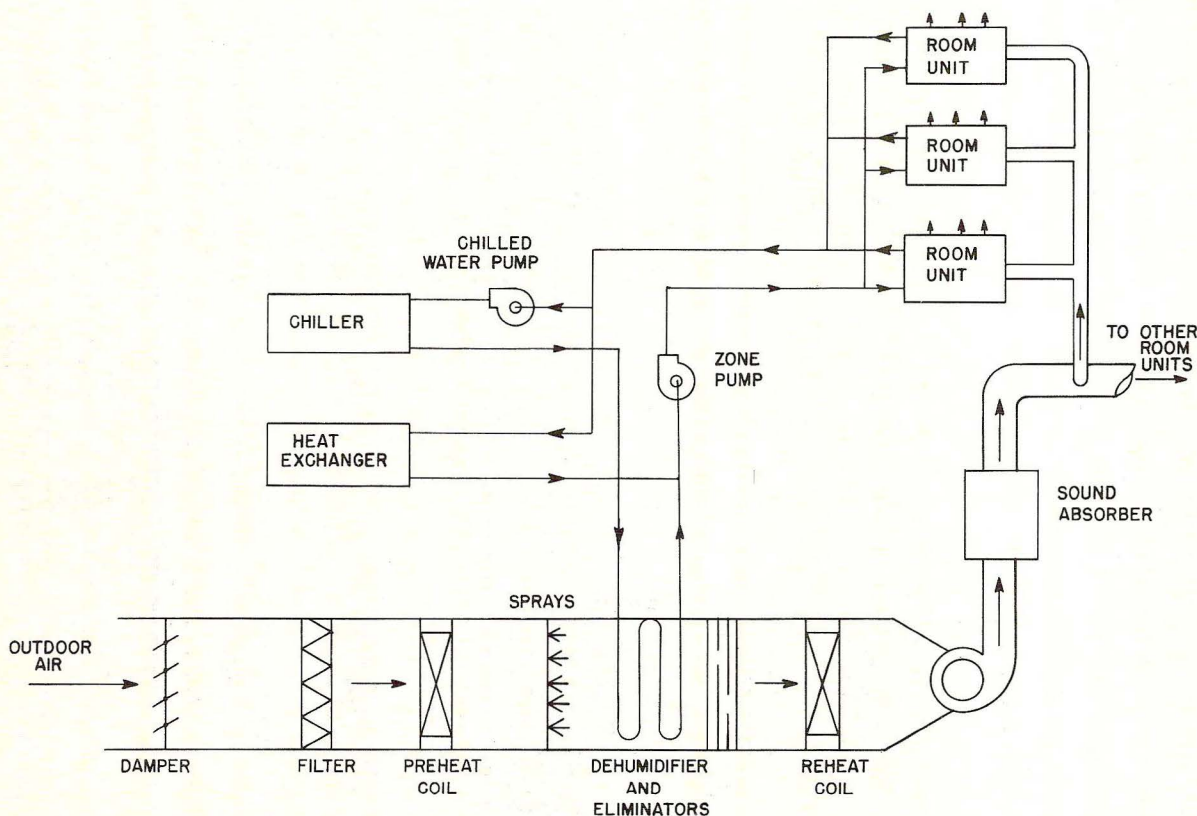 ROOM
UNIT
ROOM
UNIT
ROOM
UNIT
CHILLED
WATER PUMP
CHILLER
ZONE
PUMP
TO OTHER
ROOM
UNITS
HEAT
EXCHANGER
SOUND
ABSORBER
SPRAYS
OUTDOOR
AIR
DAMPER
FILTER
PREHEAT
COIL
DEHUMIDIFIER
AND
ELIMINATORS
REHEAT
COIL